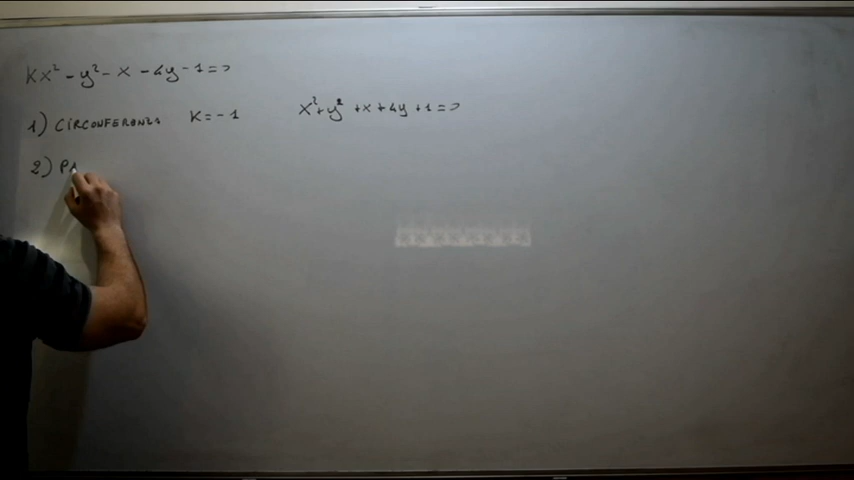 Kx² - y² - x - 4y - 1 = 0
1) CIRCONFERENZA K = -1 x² + y² + x + 4y + 1 = 0
2) PA